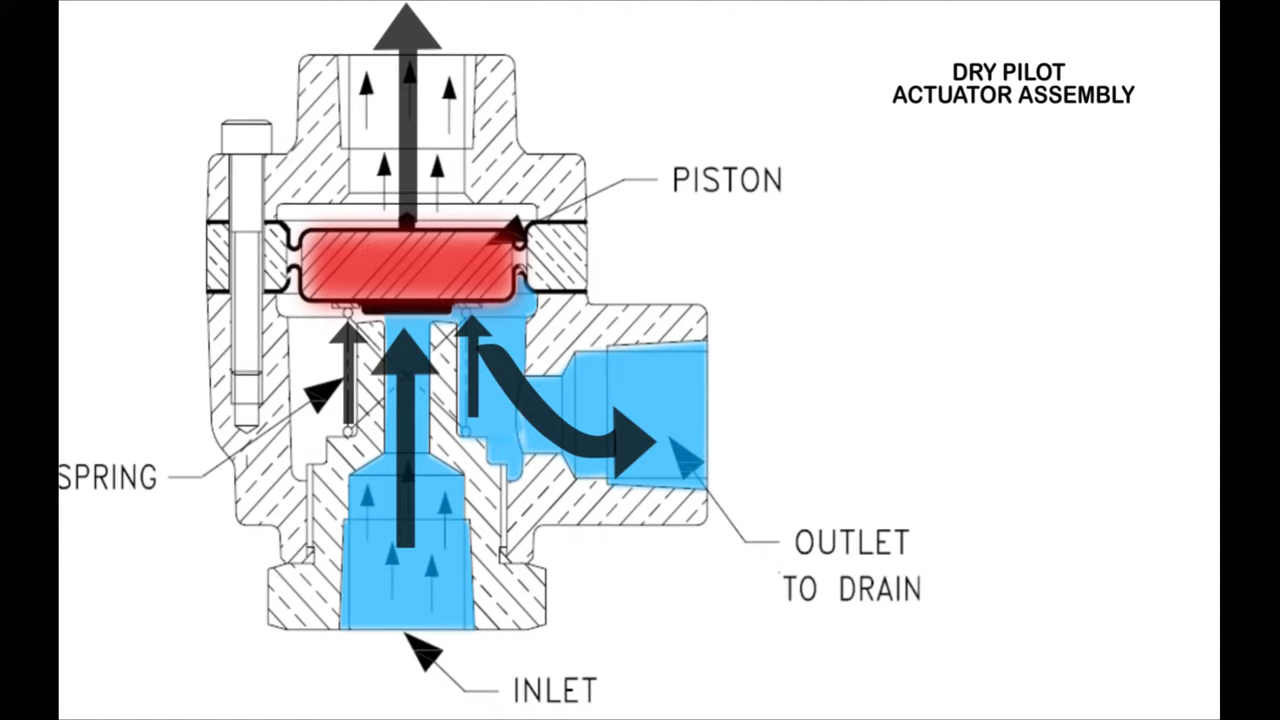 DRY PILOT
ACTUATOR ASSEMBLY
PISTON
SPRING
OUTLET
TO DRAIN
INLET